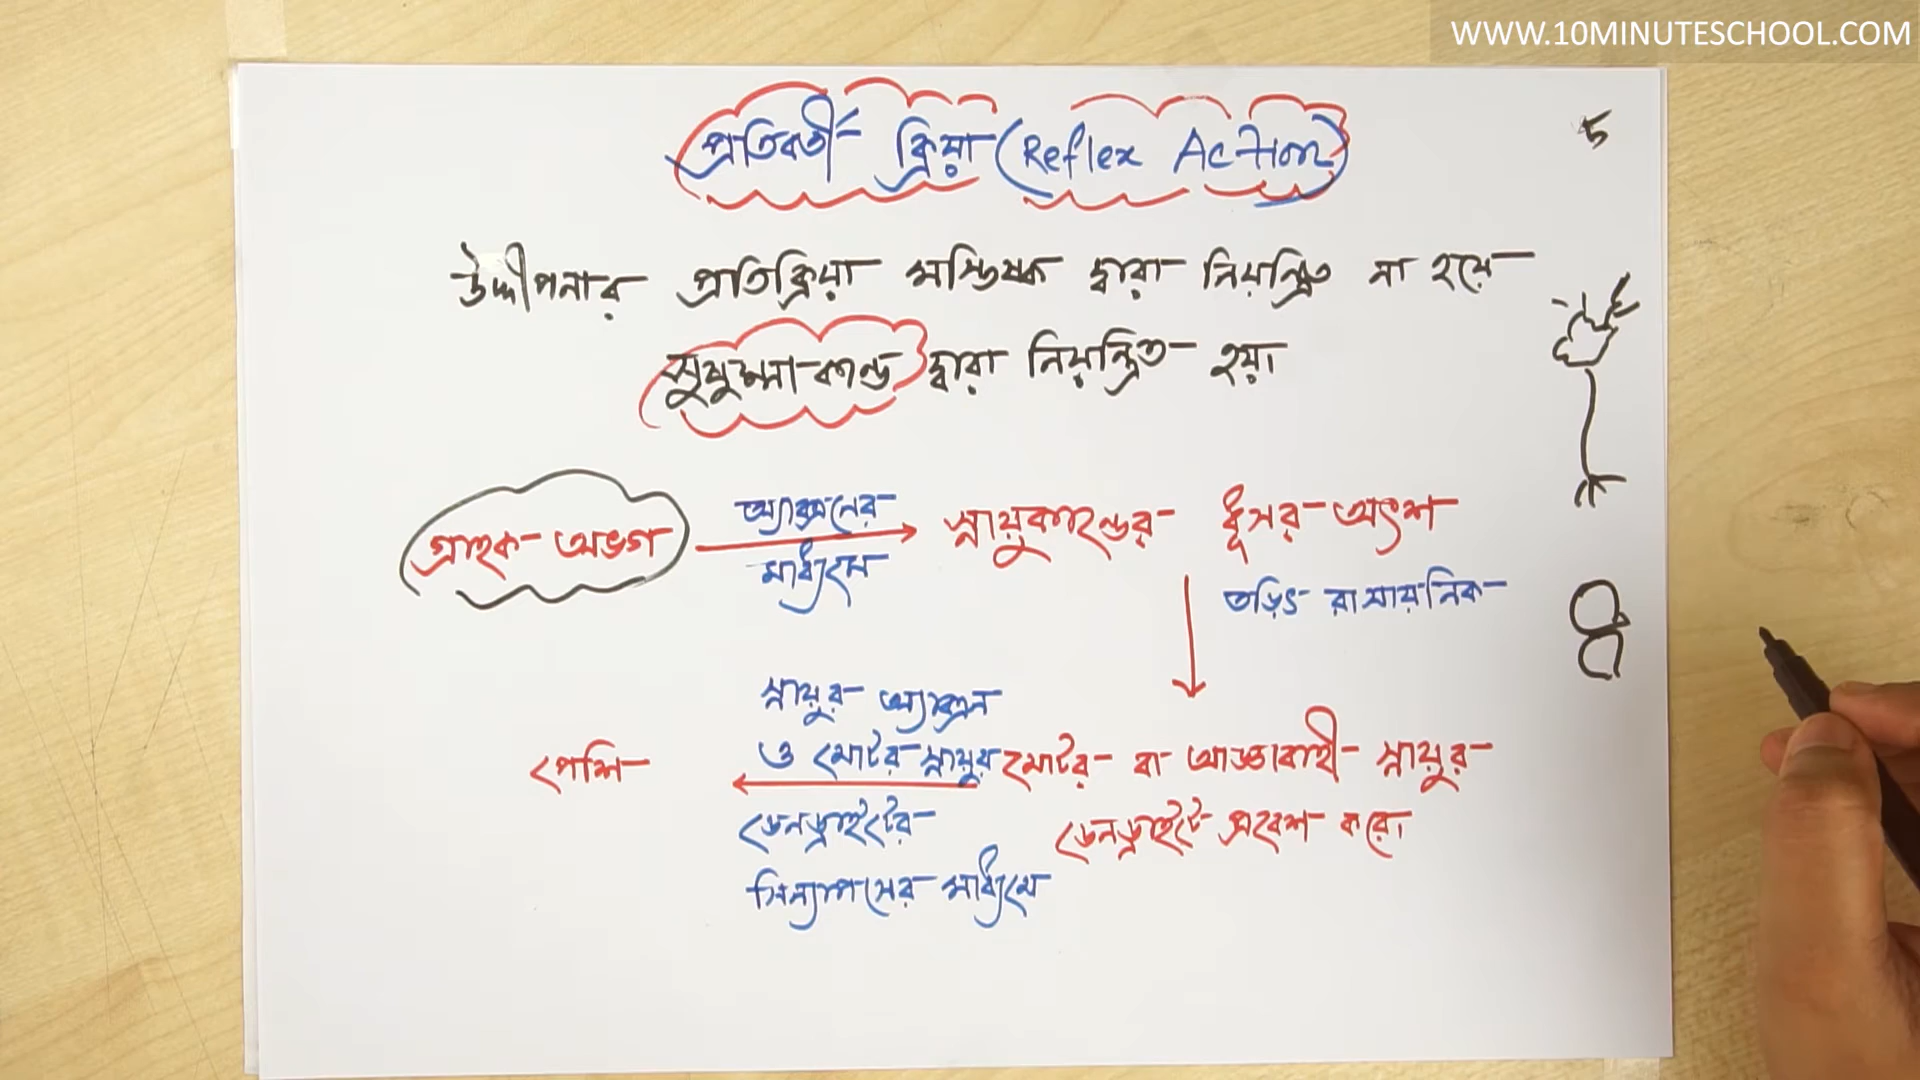 WWW.10MINUTESCHOOL.COM
৮
প্রতিবর্তী ক্রিয়া (Reflex Action)
উদ্দীপনার প্রতিক্রিয়া মস্তিষ্ক দ্বারা নিয়ন্ত্রিত না হয়ে
সুষুম্না কান্ড দ্বারা নিয়ন্ত্রিত হয়।
গ্রাহক অঙ্গ
অ্যাক্সনের
মাধ্যমে
স্নায়ুকান্ডের ধূসর অংশ
তড়িৎ রাসায়নিক
মোটর বা আজ্ঞাবাহী স্নায়ুর
ডেনড্রাইটে প্রবেশ করে।
স্নায়ুর অ্যাক্সন
ও মোটর স্নায়ুর
ডেনড্রাইটের
সিন্যাপসের মাধ্যমে
পেশি